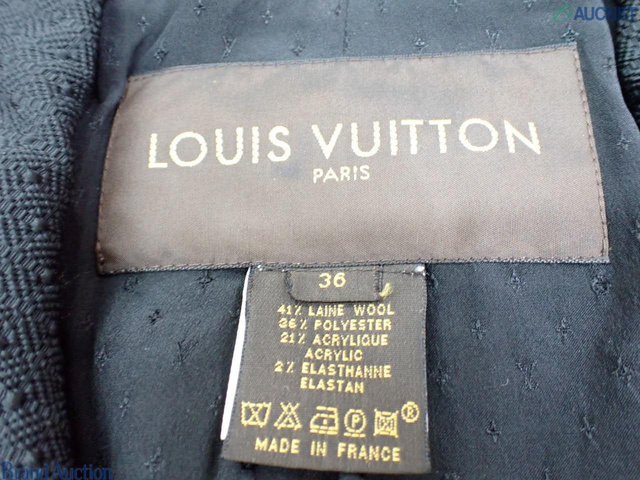 LOUIS VUITTON
PARIS
36
41% LAINE WOOL
36% POLYESTER
21% ACRYLIQUE
ACRYLIC
2% ELASTHANNE
ELASTAN
P ®
MADE IN FRANCE
Brand Auction